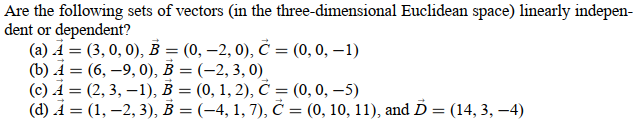 Are the following sets of vectors (in the three-dimensional Euclidean space) linearly indepen-
dent or dependent?
(a) A⃗ = (3, 0, 0), B⃗ = (0, −2, 0), C⃗ = (0, 0, −1)
(b) A⃗ = (6, −9, 0), B⃗ = (−2, 3, 0)
(c) A⃗ = (2, 3, −1), B⃗ = (0, 1, 2), C⃗ = (0, 0, −5)
(d) A⃗ = (1, −2, 3), B⃗ = (−4, 1, 7), C⃗ = (0, 10, 11), and D⃗ = (14, 3, −4)